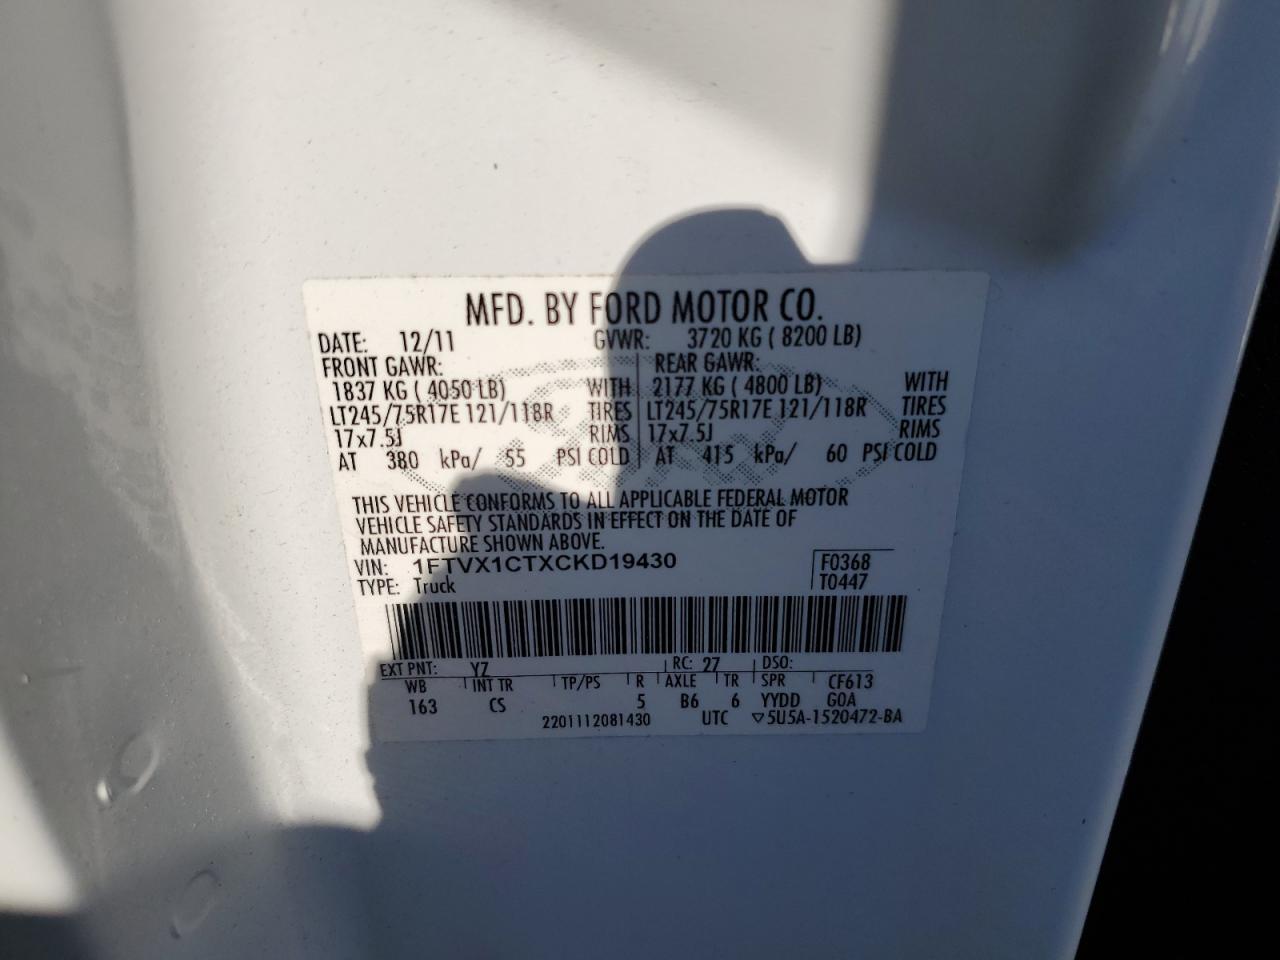 MFD. BY FORD MOTOR CO.
DATE: 12/11 GVWR: 3720 KG ( 8200 LB)
FRONT GAWR: REAR GAWR:
1837 KG ( 4050 LB) WITH 2177 KG ( 4800 LB) WITH
LT245/75R17E 121/118R TIRES LT245/75R17E 121/118R TIRES
17x7.5J RIMS 17x7.5J RIMS
AT 380 kPa/ 55 PSI COLD AT 415 kPa/ 60 PSI COLD
THIS VEHICLE CONFORMS TO ALL APPLICABLE FEDERAL MOTOR
VEHICLE SAFETY STANDARDS IN EFFECT ON THE DATE OF
MANUFACTURE SHOWN ABOVE.
VIN: 1FTVX1CTXCKD19430 F0368
TYPE: Truck T0447
EXT PNT: YZ RC: 27 DSO:
WB INT TR TP/PS R AXLE TR SPR CF613
163 CS 5 B6 6 YYDD GOA
2201112081430 UTC ▽5U5A-1520472-BA